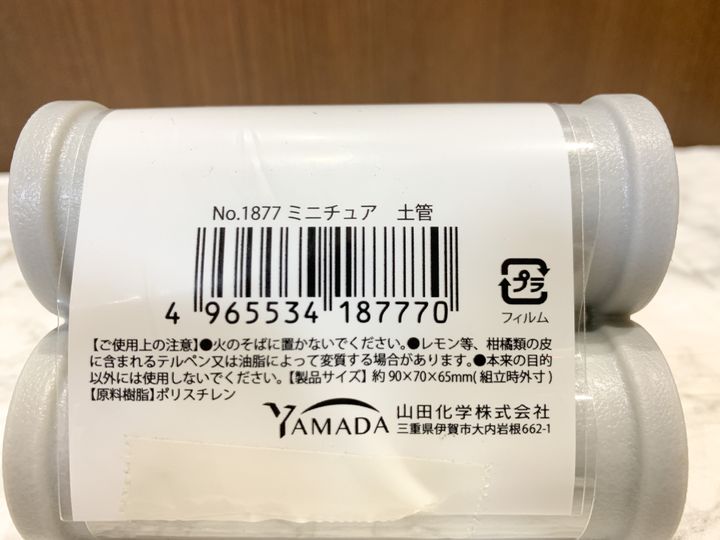 No.1877 ミニチュア　土管
4 965534 187770
プラ
フィルム
【ご使用上の注意】●火のそばに置かないでください。●レモン等、柑橘類の皮
に含まれるテルペン又は油脂によって変質する場合があります。●本来の目的
以外には使用しないでください。【製品サイズ】約90×70×65mm(組立時外寸)
【原料樹脂】ポリスチレン
YAMADA 山田化学株式会社
三重県伊賀市大内岩根662-1